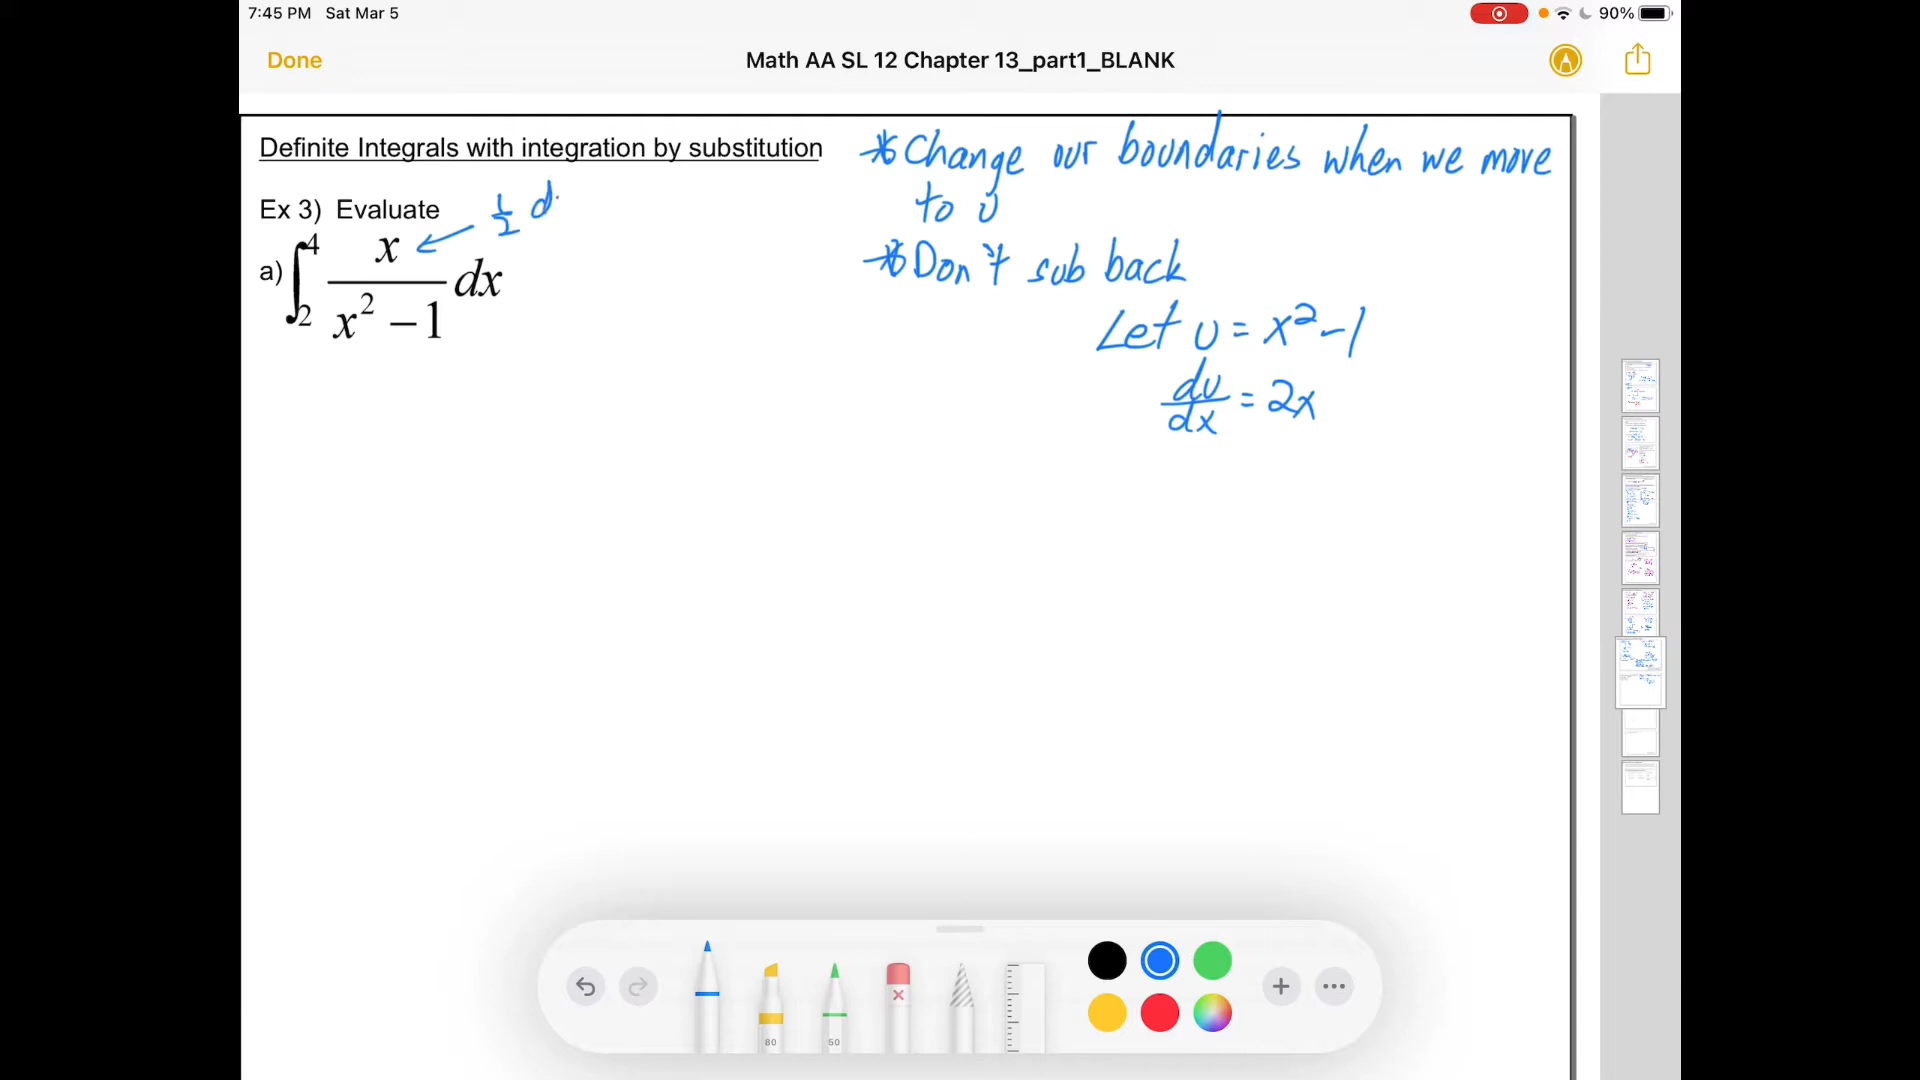 7:45 PM Sat Mar 5
90%
Done
Math AA SL 12 Chapter 13_part1_BLANK
Definite Integrals with integration by substitution
*Change our boundaries when we move
to u
Ex 3) Evaluate
1/2 d
*Don't sub back
a) ∫₂⁴ x/(x² − 1) dx
Let u = x² − 1
du/dx = 2x
80
50